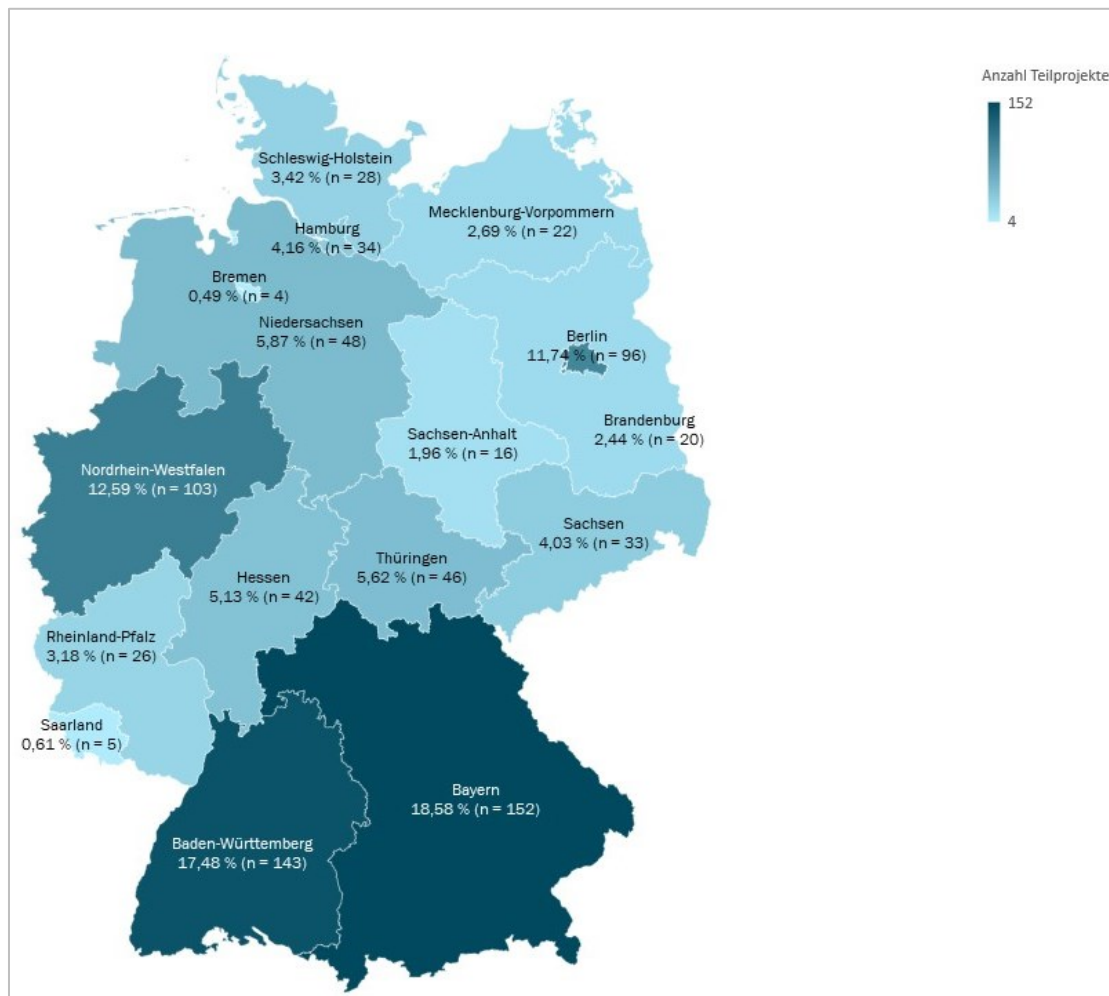 Anzahl Teilprojekte
152
4
Schleswig-Holstein
3,42 % (n = 28)
Mecklenburg-Vorpommern
2,69 % (n = 22)
Hamburg
4,16 % (n = 34)
Bremen
0,49 % (n = 4)
Niedersachsen
5,87 % (n = 48)
Berlin
11,74 % (n = 96)
Brandenburg
2,44 % (n = 20)
Sachsen-Anhalt
1,96 % (n = 16)
Nordrhein-Westfalen
12,59 % (n = 103)
Sachsen
4,03 % (n = 33)
Thüringen
5,62 % (n = 46)
Hessen
5,13 % (n = 42)
Rheinland-Pfalz
3,18 % (n = 26)
Saarland
0,61 % (n = 5)
Bayern
18,58 % (n = 152)
Baden-Württemberg
17,48 % (n = 143)